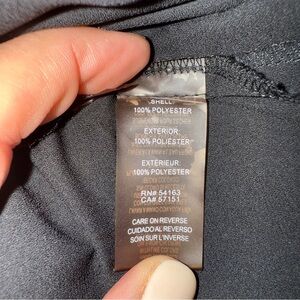 SHELL:
100% POLYESTER
EXTERIOR:
100% POLIÉSTER
EXTÉRIEUR:
100% POLYESTER
RN# 54163
CA# 57151
CARE ON REVERSE
CUIDADO AL REVERSO
SOIN SUR L'INVERSE